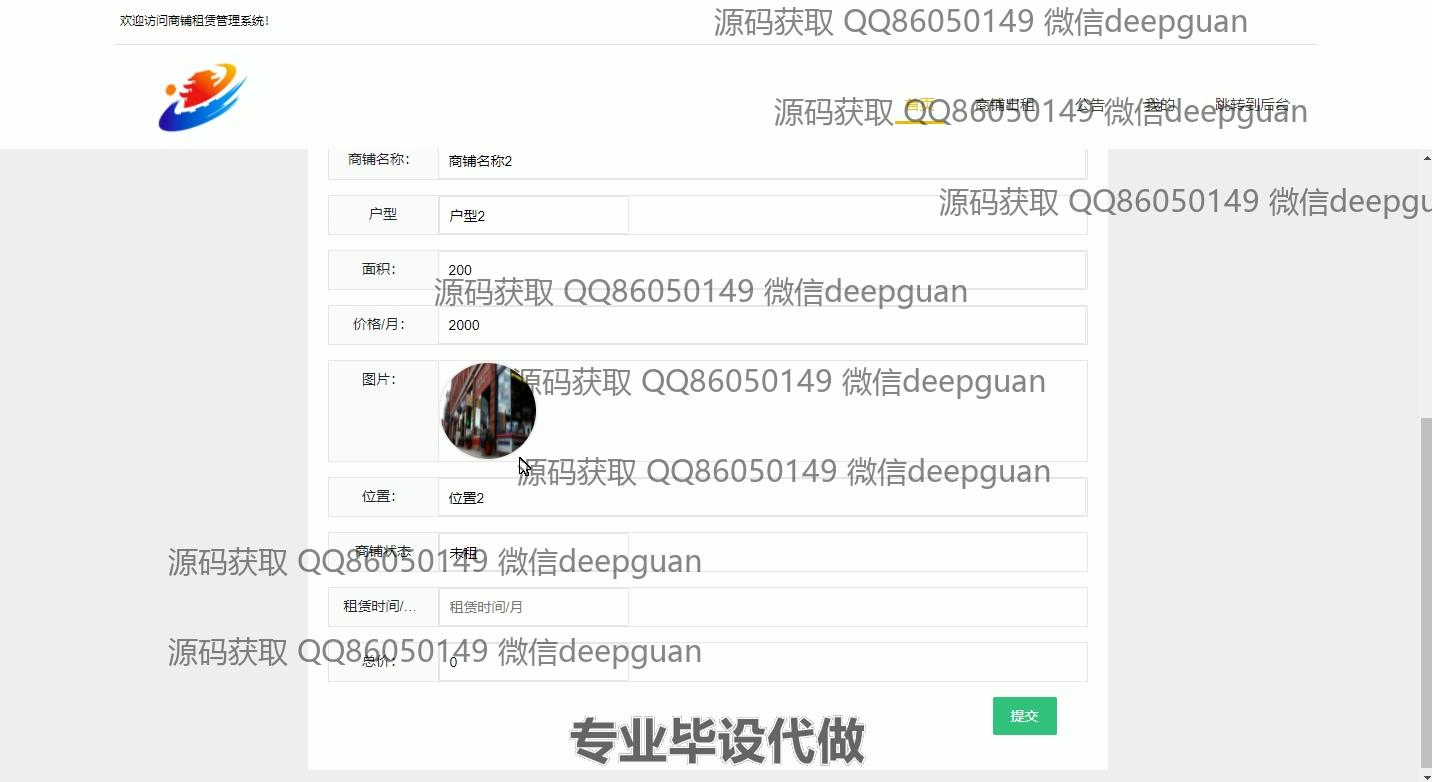 欢迎访问商铺租赁管理系统!
源码获取 QQ86050149 微信deepguan
首页 商铺出租 公告 我的 跳转到后台
源码获取 QQ86050149 微信deepguan
商铺名称: 商铺名称2
源码获取 QQ86050149 微信deepgu
户型 户型2
面积: 200
源码获取 QQ86050149 微信deepguan
价格/月: 2000
图片:
源码获取 QQ86050149 微信deepguan
源码获取 QQ86050149 微信deepguan
位置: 位置2
商铺状态 未租
源码获取 QQ86050149 微信deepguan
租赁时间/... 租赁时间/月
源码获取 QQ86050149 微信deepguan
总价: 0
提交
专业毕设代做